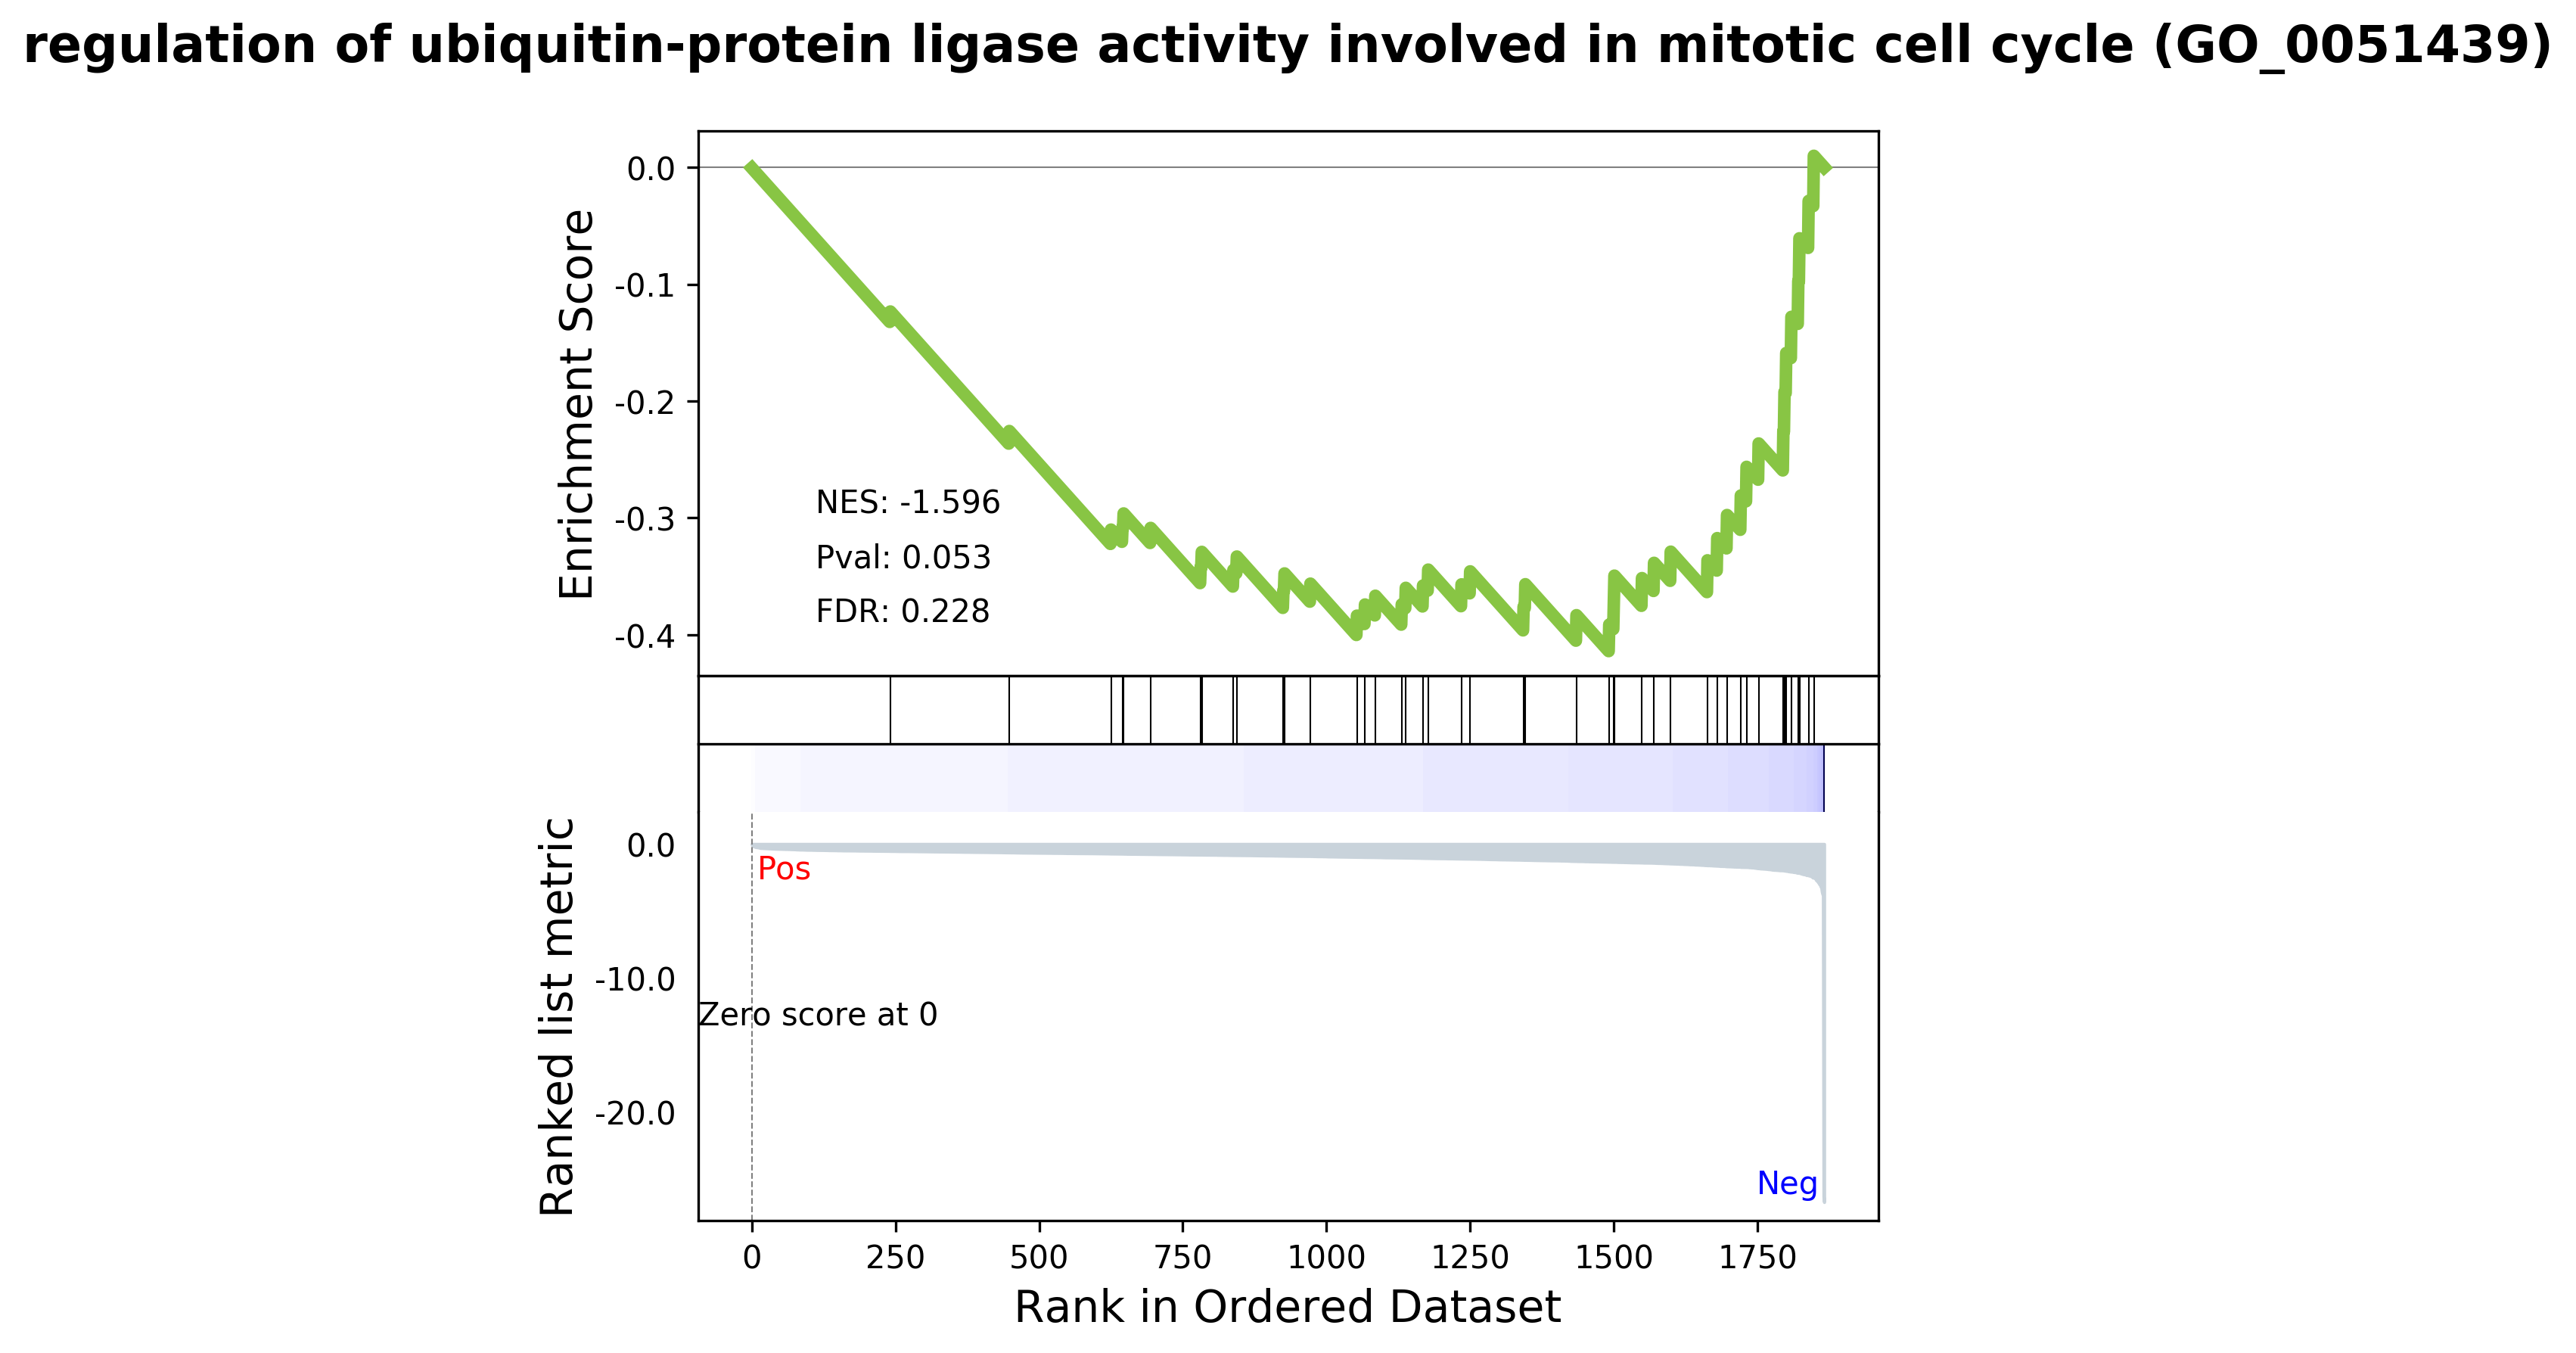 regulation of ubiquitin-protein ligase activity involved in mitotic cell cycle (GO_0051439)
Enrichment Score
0.0
-0.1
-0.2
-0.3
-0.4
NES: -1.596
Pval: 0.053
FDR: 0.228
Ranked list metric
0.0
-10.0
-20.0
Pos
Zero score at 0
Neg
0 250 500 750 1000 1250 1500 1750
Rank in Ordered Dataset